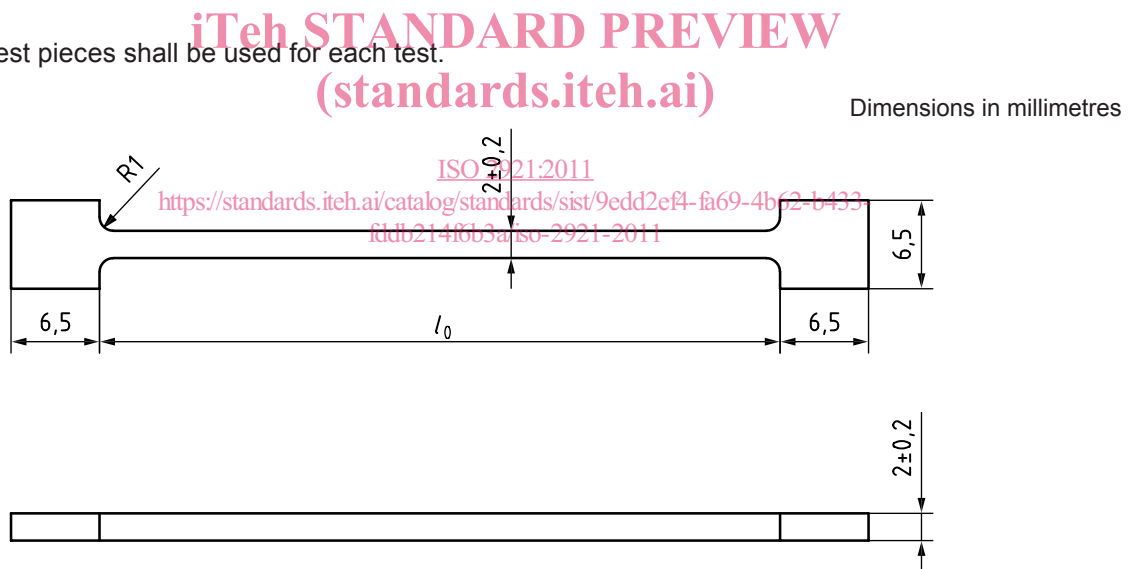 iTeh STANDARD PREVIEW
est pieces shall be used for each test.
(standards.iteh.ai)
Dimensions in millimetres
R1
2±0,2
ISO 2921:2011
https://standards.iteh.ai/catalog/standards/sist/9edd2ef4-fa69-4b62-b433-
fddb214f6b3a/iso-2921-2011
6,5
6,5
l₀
6,5
2±0,2